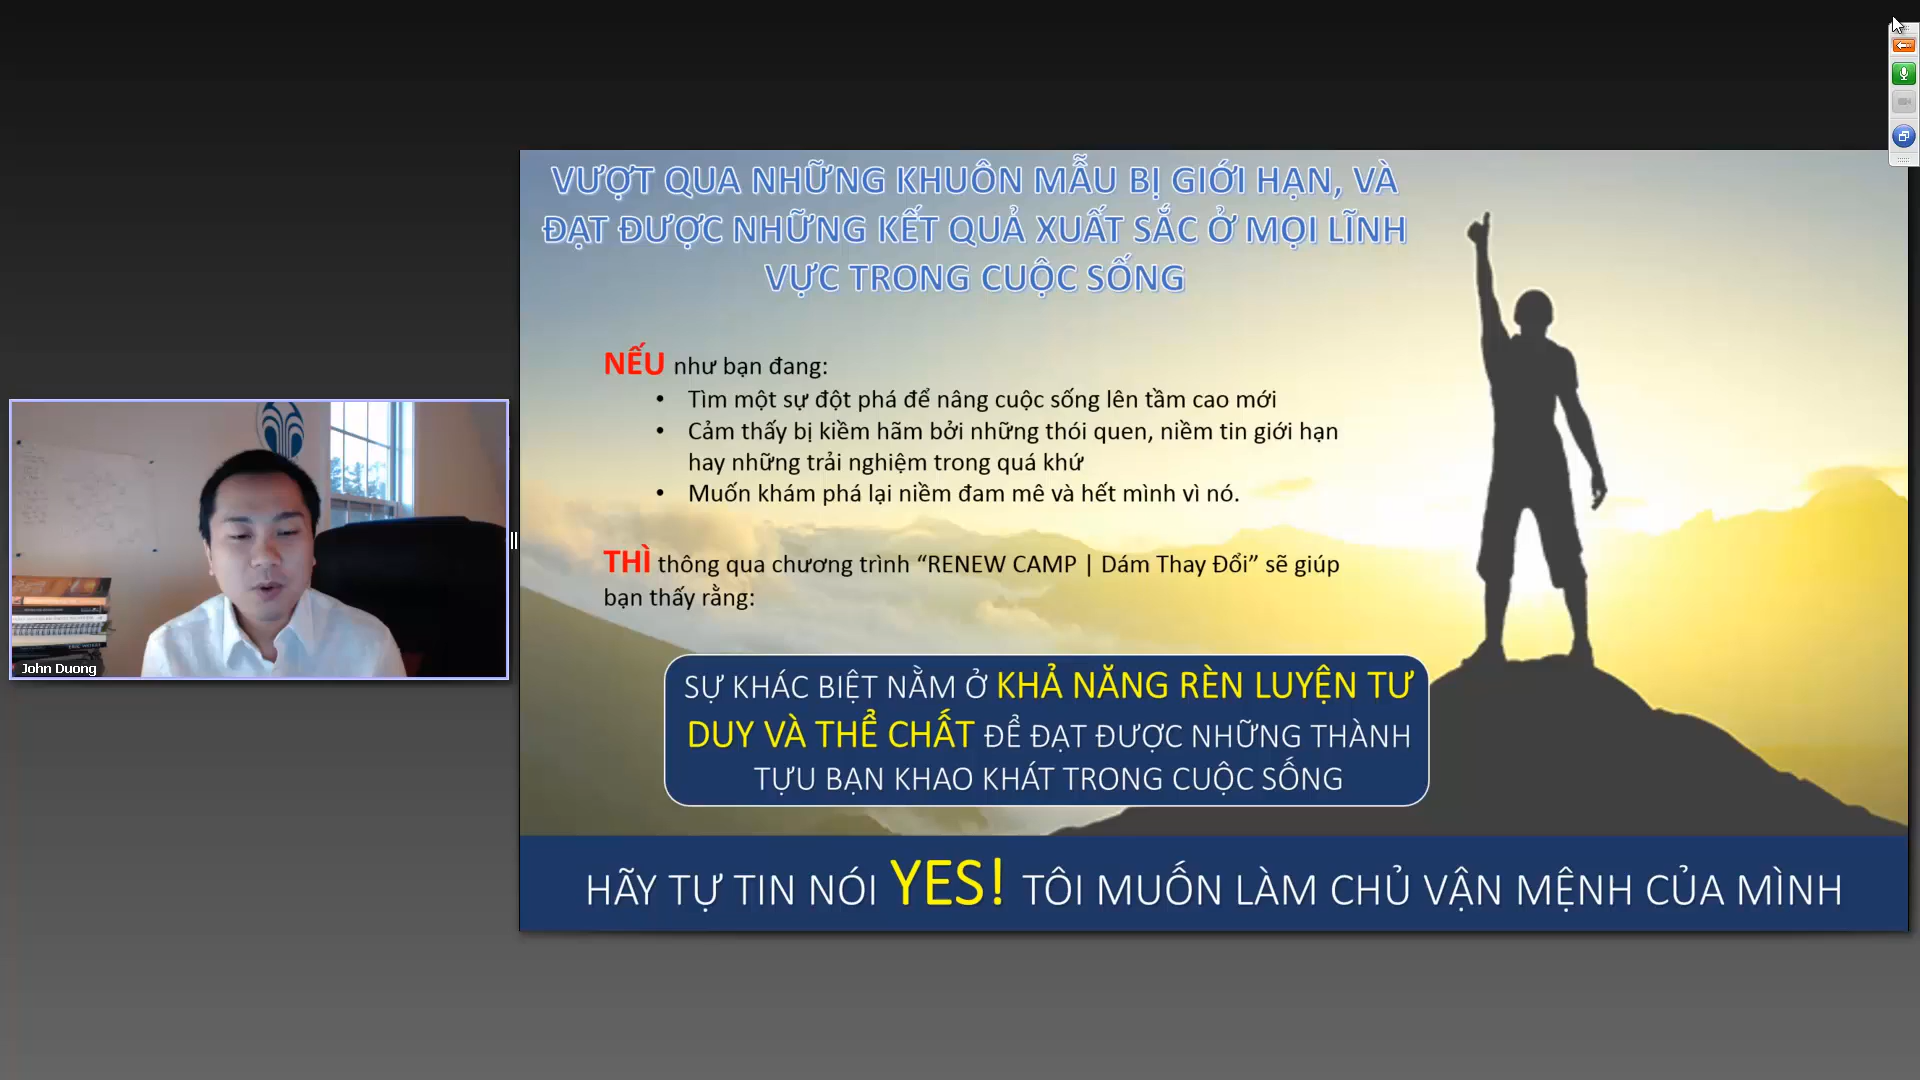 VƯỢT QUA NHỮNG KHUÔN MẪU BỊ GIỚI HẠN, VÀ
ĐẠT ĐƯỢC NHỮNG KẾT QUẢ XUẤT SẮC Ở MỌI LĨNH
VỰC TRONG CUỘC SỐNG
NẾU như bạn đang:
• Tìm một sự đột phá để nâng cuộc sống lên tầm cao mới
• Cảm thấy bị kiềm hãm bởi những thói quen, niềm tin giới hạn
hay những trải nghiệm trong quá khứ
• Muốn khám phá lại niềm đam mê và hết mình vì nó.
THÌ thông qua chương trình “RENEW CAMP | Dám Thay Đổi” sẽ giúp
bạn thấy rằng:
SỰ KHÁC BIỆT NẰM Ở KHẢ NĂNG RÈN LUYỆN TƯ
DUY VÀ THỂ CHẤT ĐỂ ĐẠT ĐƯỢC NHỮNG THÀNH
TỰU BẠN KHAO KHÁT TRONG CUỘC SỐNG
HÃY TỰ TIN NÓI YES! TÔI MUỐN LÀM CHỦ VẬN MỆNH CỦA MÌNH
John Duong